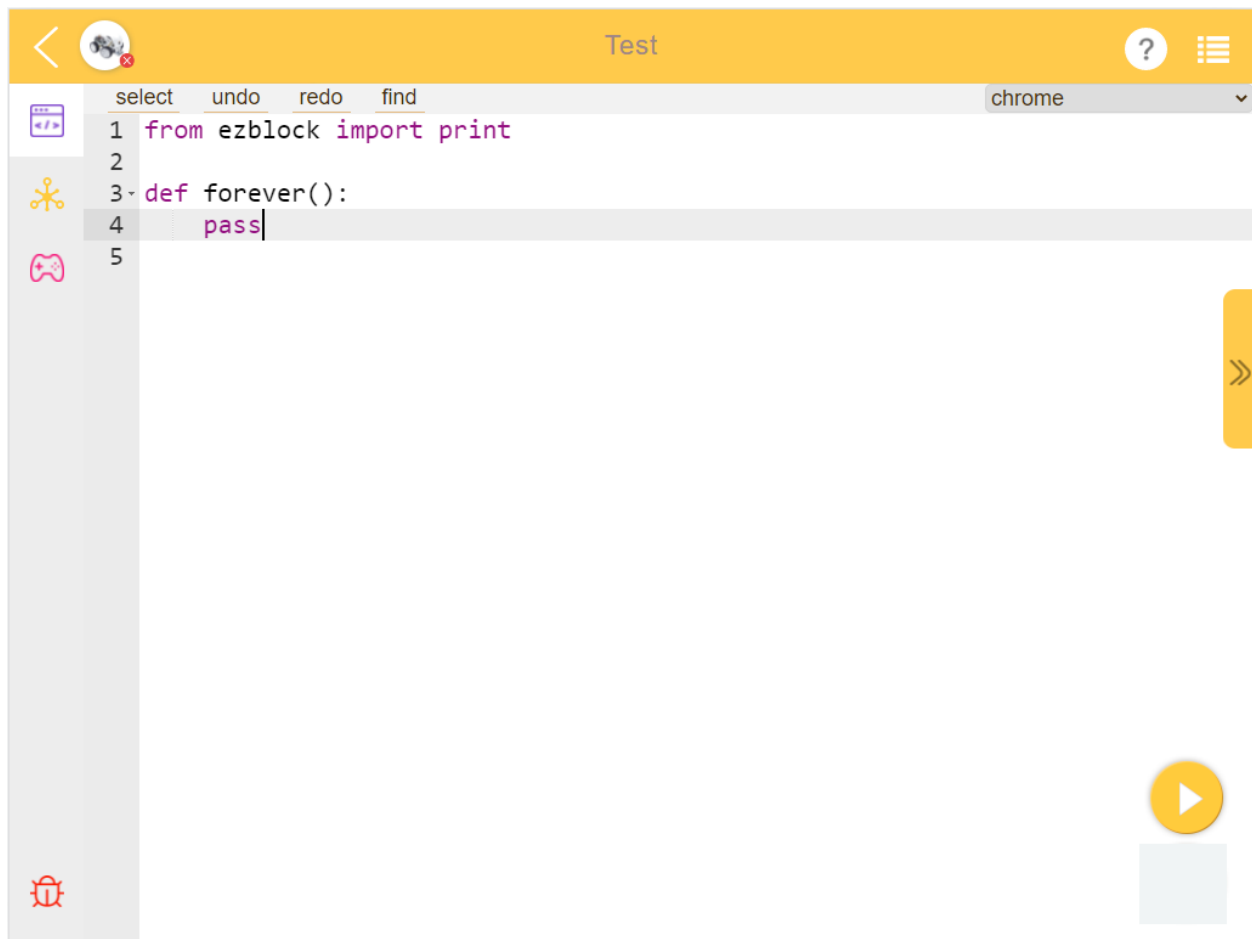 Test
?
select undo redo find chrome
1 from ezblock import print
2
3 def forever():
4     pass
5